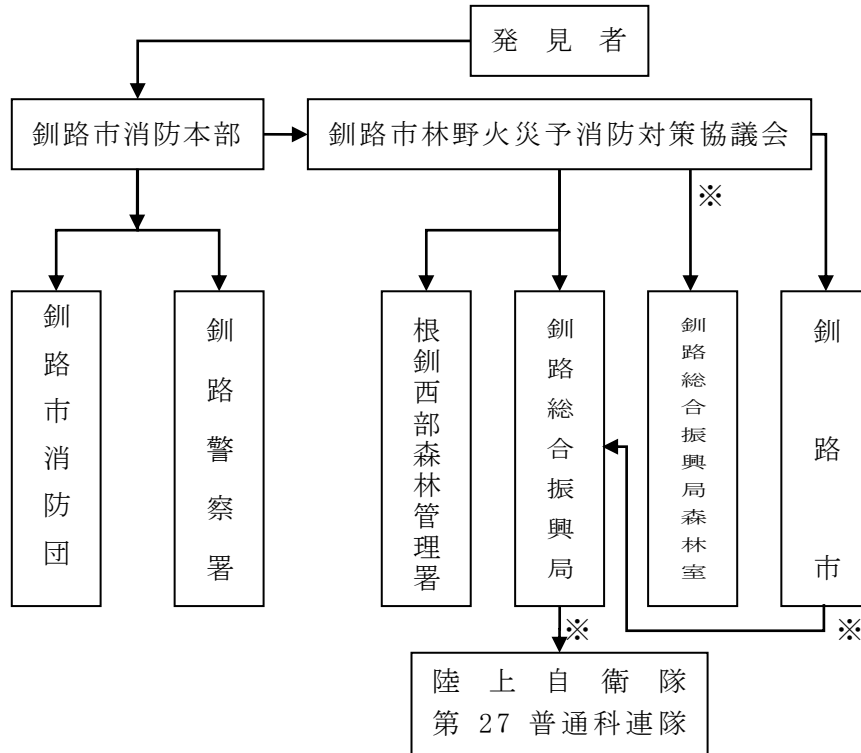 発見者
釧路市消防本部
釧路市林野火災予消防対策協議会
※
釧路市消防団
釧路警察署
根釧西部森林管理署
釧路総合振興局
釧路総合振興局森林室
釧路市
※
※
陸上自衛隊
第 27 普通科連隊